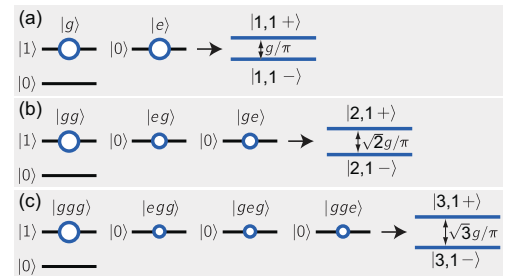 (a)
|g⟩ |e⟩ |1,1 +⟩
|1⟩ |0⟩ g/π
|0⟩ |1,1 −⟩
(b)
|gg⟩ |eg⟩ |ge⟩ |2,1 +⟩
|1⟩ |0⟩ |0⟩ √2g/π
|0⟩ |2,1 −⟩
(c)
|ggg⟩ |egg⟩ |geg⟩ |gge⟩ |3,1 +⟩
|1⟩ |0⟩ |0⟩ |0⟩ √3g/π
|0⟩ |3,1 −⟩